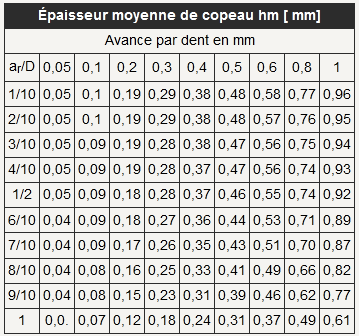 Épaisseur moyenne de copeau hm [ mm]
Avance par dent en mm
ar/D 0,05 0,1 0,2 0,3 0,4 0,5 0,6 0,8 1
1/10 0,05 0,1 0,19 0,29 0,38 0,48 0,58 0,77 0,96
2/10 0,05 0,1 0,19 0,29 0,38 0,48 0,57 0,76 0,95
3/10 0,05 0,09 0,19 0,28 0,38 0,47 0,56 0,75 0,94
4/10 0,05 0,09 0,19 0,28 0,37 0,47 0,56 0,74 0,93
1/2 0,05 0,09 0,18 0,28 0,37 0,46 0,55 0,74 0,92
6/10 0,04 0,09 0,18 0,27 0,36 0,44 0,53 0,71 0,89
7/10 0,04 0,09 0,17 0,26 0,35 0,43 0,51 0,70 0,87
8/10 0,04 0,08 0,16 0,25 0,33 0,41 0,49 0,66 0,82
9/10 0,04 0,08 0,15 0,23 0,31 0,39 0,46 0,62 0,77
1 0,0. 0,07 0,12 0,18 0,24 0,31 0,37 0,49 0,61